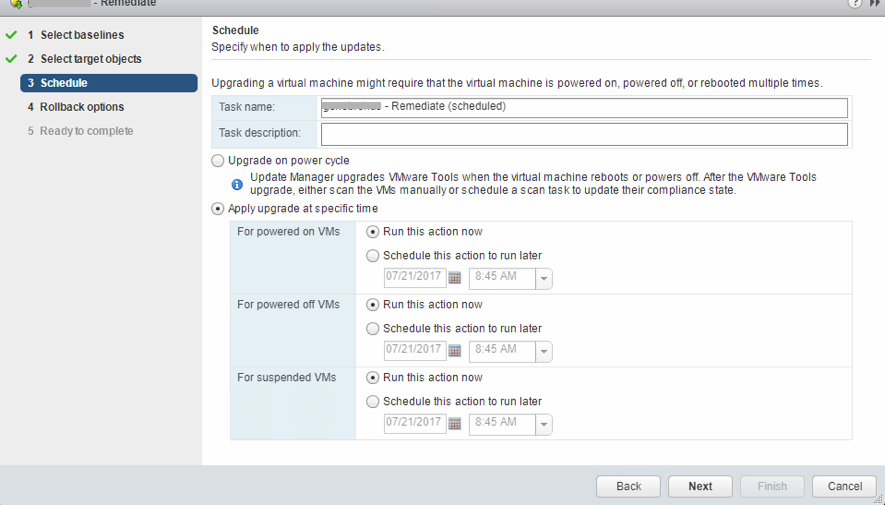 - Remediate
?
1 Select baselines
2 Select target objects
3 Schedule
4 Rollback options
5 Ready to complete
Schedule
Specify when to apply the updates.
Upgrading a virtual machine might require that the virtual machine is powered on, powered off, or rebooted multiple times.
Task name:
- Remediate (scheduled)
Task description:
Upgrade on power cycle
Update Manager upgrades VMware Tools when the virtual machine reboots or powers off. After the VMware Tools
upgrade, either scan the VMs manually or schedule a scan task to update their compliance state.
Apply upgrade at specific time
For powered on VMs
Run this action now
Schedule this action to run later
07/21/2017 8:45 AM
For powered off VMs
Run this action now
Schedule this action to run later
07/21/2017 8:45 AM
For suspended VMs
Run this action now
Schedule this action to run later
07/21/2017 8:45 AM
Back Next Finish Cancel